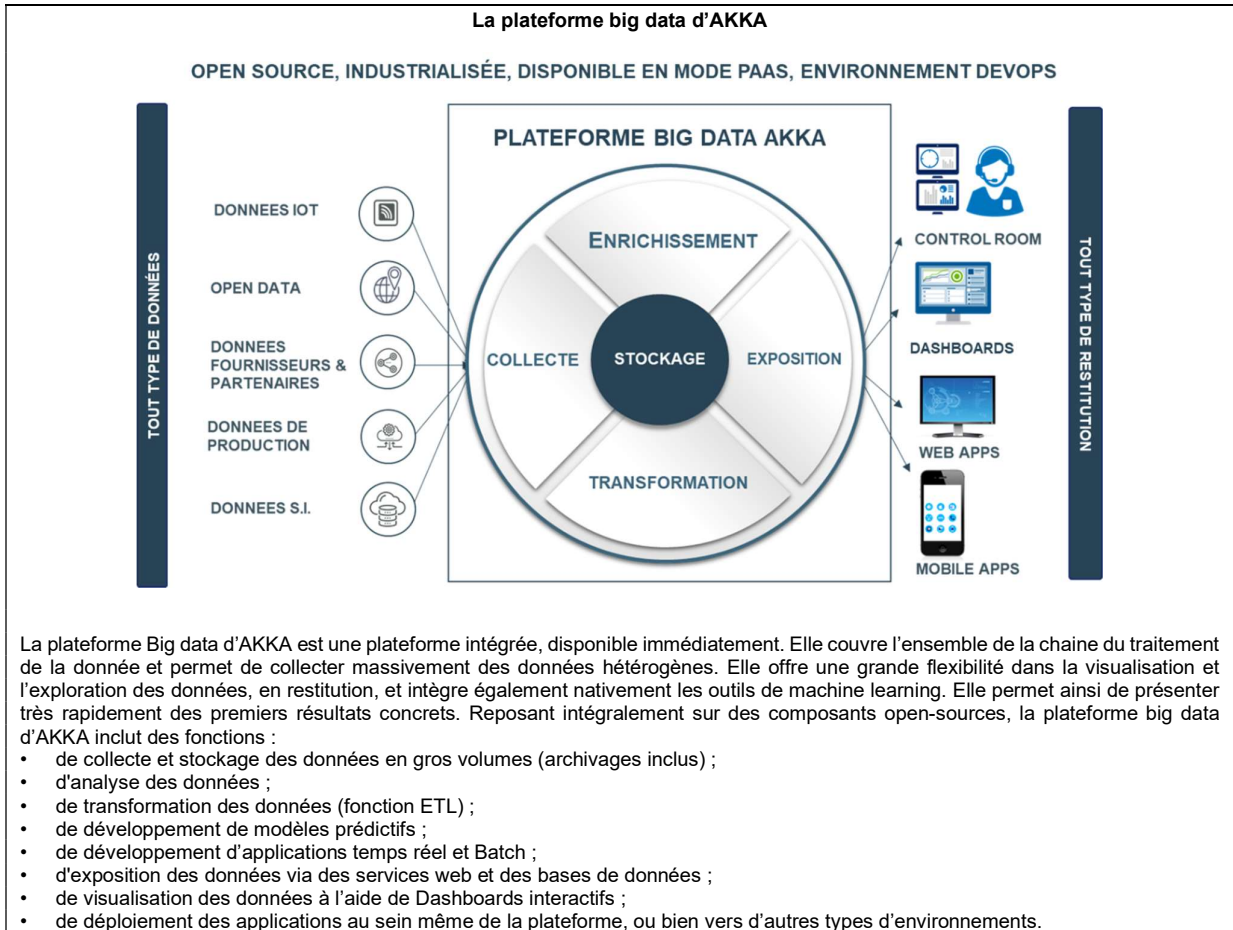 La plateforme big data d’AKKA
OPEN SOURCE, INDUSTRIALISÉE, DISPONIBLE EN MODE PAAS, ENVIRONNEMENT DEVOPS
TOUT TYPE DE DONNÉES
DONNEES IOT
OPEN DATA
DONNEES
FOURNISSEURS &
PARTENAIRES
DONNEES DE
PRODUCTION
DONNEES S.I.
PLATEFORME BIG DATA AKKA
ENRICHISSEMENT
COLLECTE
STOCKAGE
EXPOSITION
TRANSFORMATION
CONTROL ROOM
DASHBOARDS
WEB APPS
MOBILE APPS
TOUT TYPE DE RESTITUTION
La plateforme Big data d’AKKA est une plateforme intégrée, disponible immédiatement. Elle couvre l’ensemble de la chaine du traitement
de la donnée et permet de collecter massivement des données hétérogènes. Elle offre une grande flexibilité dans la visualisation et
l’exploration des données, en restitution, et intègre également nativement les outils de machine learning. Elle permet ainsi de présenter
très rapidement des premiers résultats concrets. Reposant intégralement sur des composants open-sources, la plateforme big data
d’AKKA inclut des fonctions :
• de collecte et stockage des données en gros volumes (archivages inclus) ;
• d'analyse des données ;
• de transformation des données (fonction ETL) ;
• de développement de modèles prédictifs ;
• de développement d’applications temps réel et Batch ;
• d'exposition des données via des services web et des bases de données ;
• de visualisation des données à l’aide de Dashboards interactifs ;
• de déploiement des applications au sein même de la plateforme, ou bien vers d’autres types d’environnements.